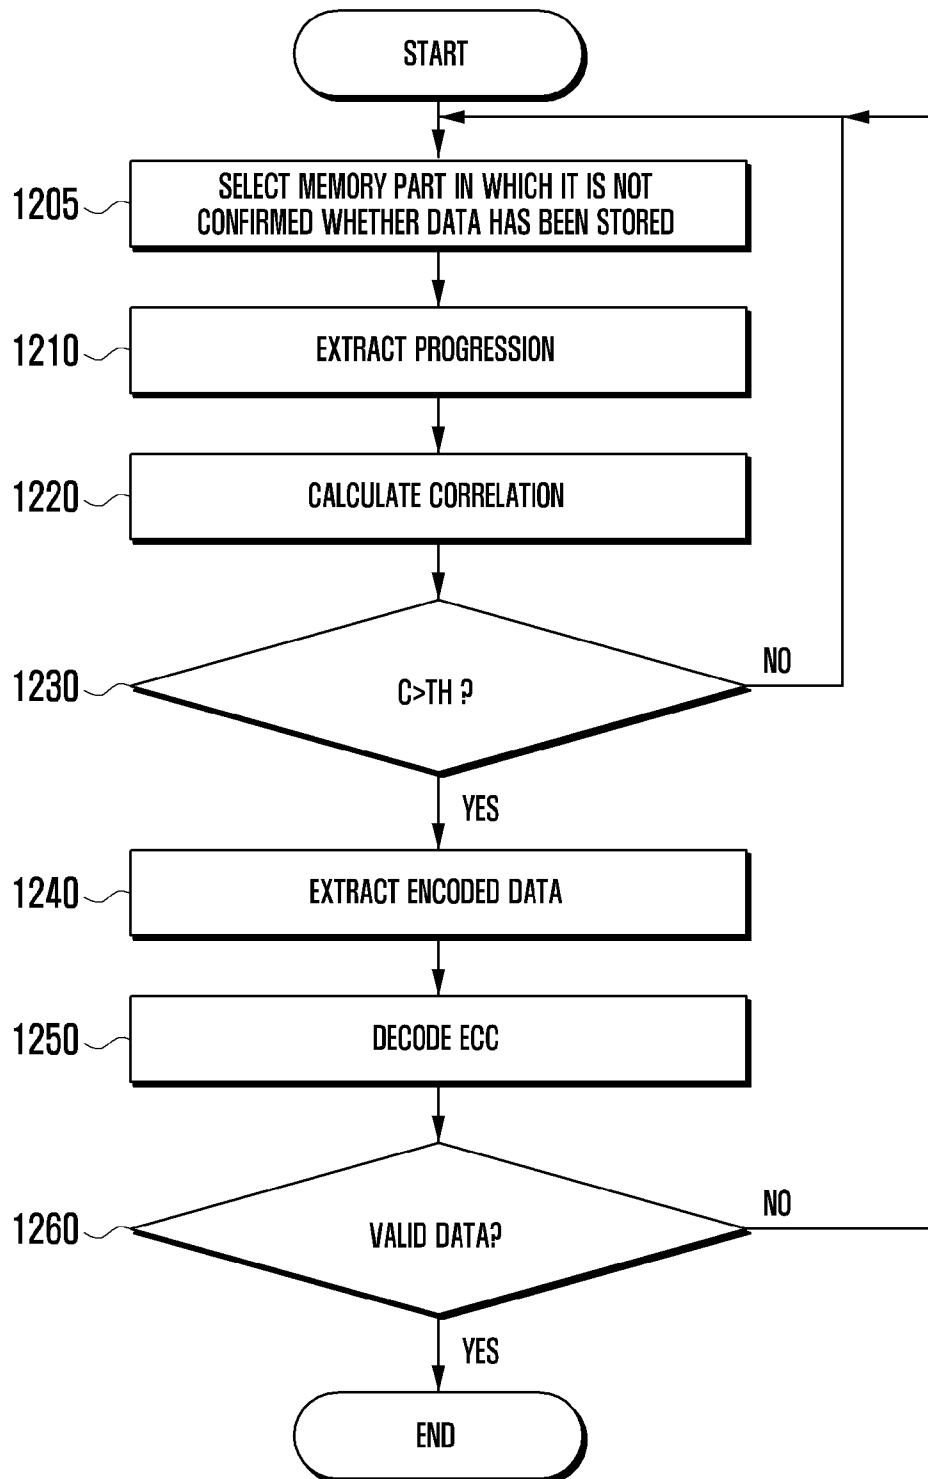 START
1205
SELECT MEMORY PART IN WHICH IT IS NOT
CONFIRMED WHETHER DATA HAS BEEN STORED
1210
EXTRACT PROGRESSION
1220
CALCULATE CORRELATION
1230
C>TH ?
NO
YES
1240
EXTRACT ENCODED DATA
1250
DECODE ECC
1260
VALID DATA?
NO
YES
END